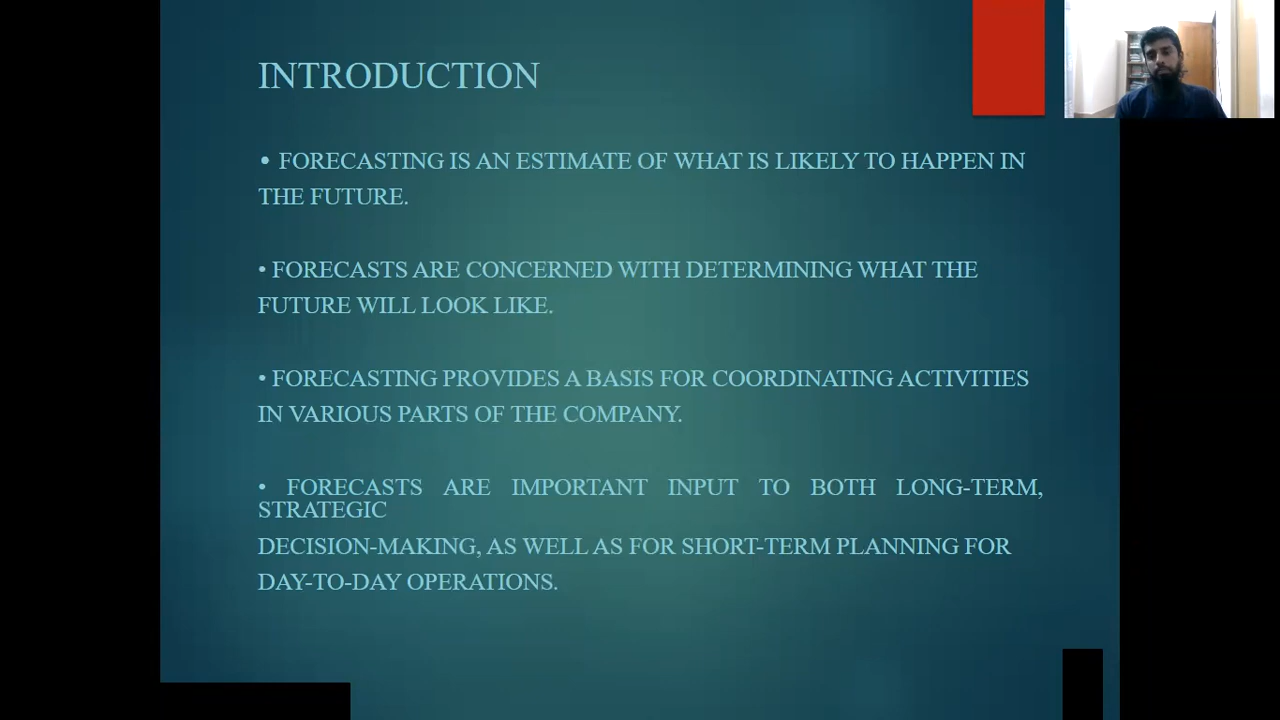 INTRODUCTION
• FORECASTING IS AN ESTIMATE OF WHAT IS LIKELY TO HAPPEN IN
THE FUTURE.
• FORECASTS ARE CONCERNED WITH DETERMINING WHAT THE
FUTURE WILL LOOK LIKE.
• FORECASTING PROVIDES A BASIS FOR COORDINATING ACTIVITIES
IN VARIOUS PARTS OF THE COMPANY.
• FORECASTS ARE IMPORTANT INPUT TO BOTH LONG-TERM,
STRATEGIC
DECISION-MAKING, AS WELL AS FOR SHORT-TERM PLANNING FOR
DAY-TO-DAY OPERATIONS.